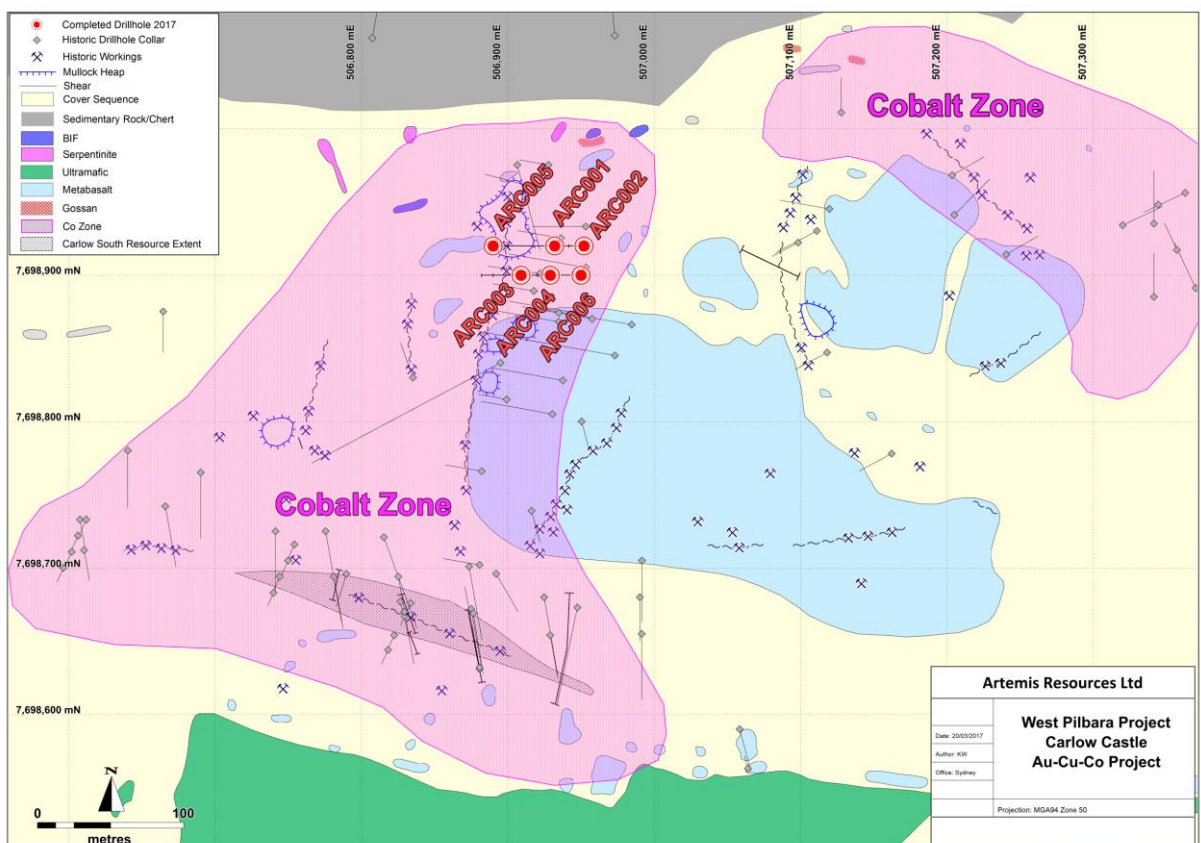 Completed Drillhole 2017
Historic Drillhole Collar
Historic Workings
Mullock Heap
Shear
Cover Sequence
Sedimentary Rock/Chert
BIF
Serpentinite
Ultramafic
Metabasalt
Gossan
Co Zone
Carlow South Resource Extent
506,800 mE
506,900 mE
507,000 mE
507,100 mE
507,200 mE
507,300 mE
Cobalt Zone
ARC005
ARC001
ARC002
7,698,900 mN
ARC003
ARC004
ARC006
7,698,800 mN
Cobalt Zone
7,698,700 mN
7,698,600 mN
N
0 100
metres
Artemis Resources Ltd
Date: 20/03/2017
Author: KW
Office: Sydney
West Pilbara Project
Carlow Castle
Au-Cu-Co Project
Projection: MGA94 Zone 50